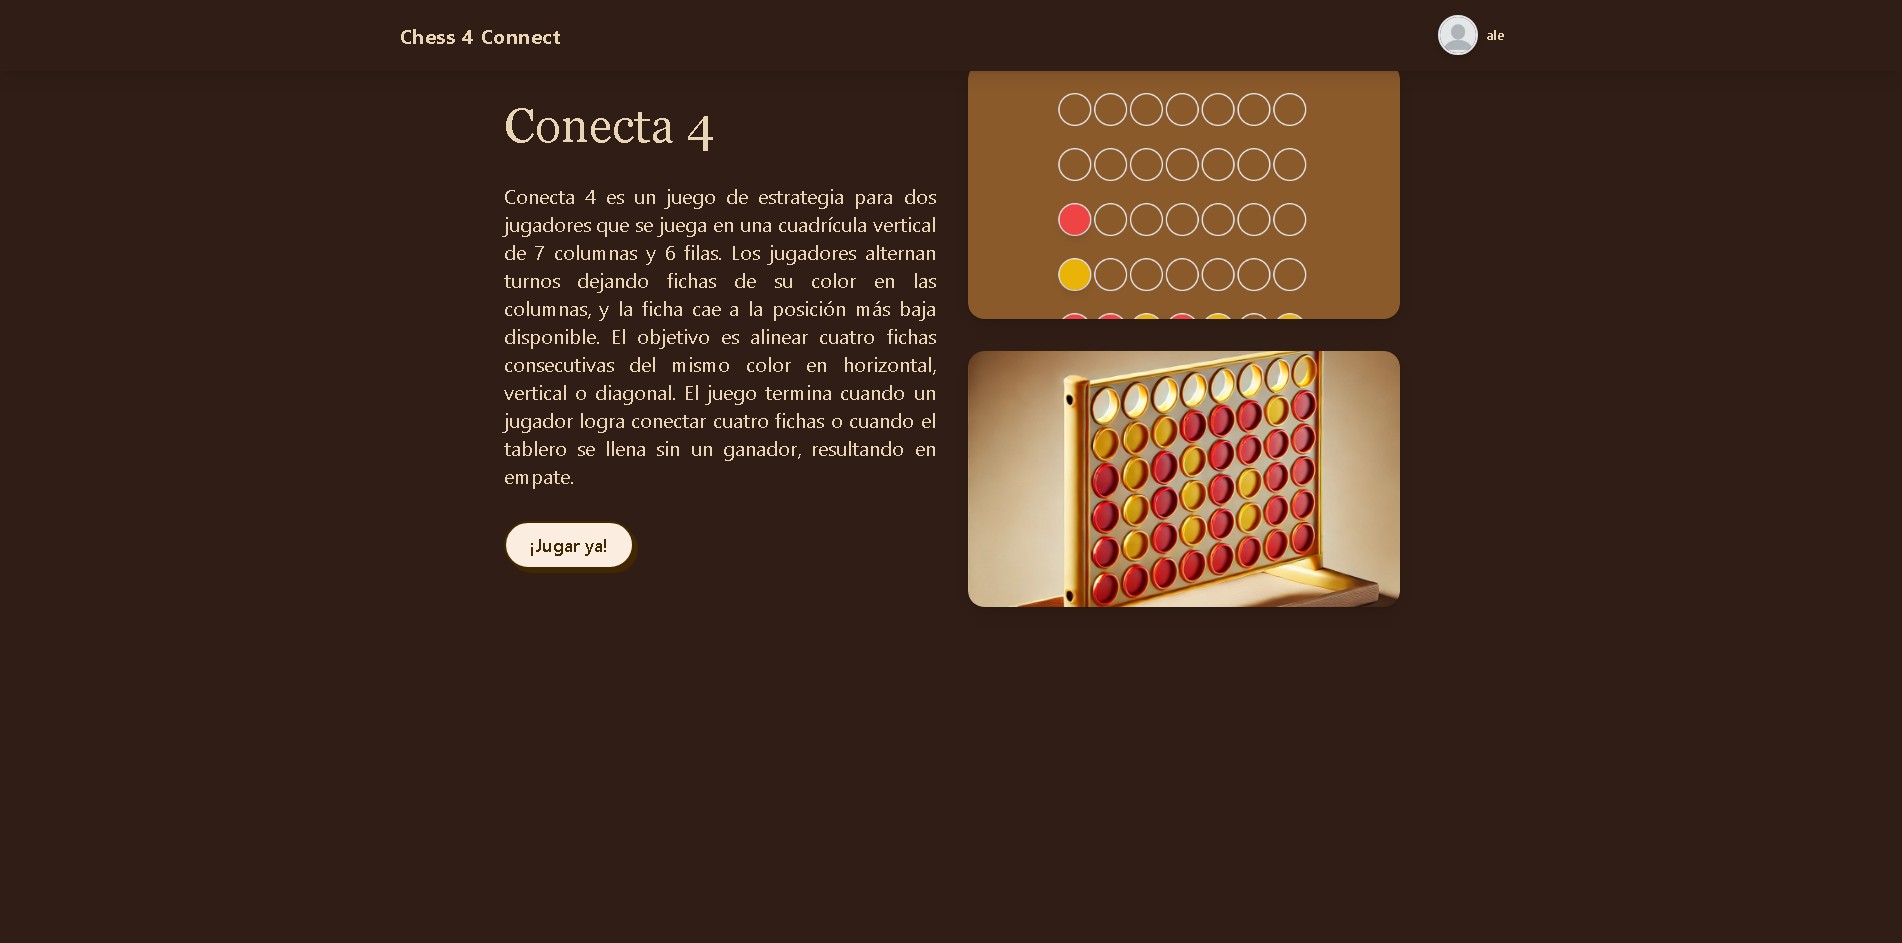 Chess 4 Connect
ale
Conecta 4
Conecta 4 es un juego de estrategia para dos
jugadores que se juega en una cuadrícula vertical
de 7 columnas y 6 filas. Los jugadores alternan
turnos dejando fichas de su color en las
columnas, y la ficha cae a la posición más baja
disponible. El objetivo es alinear cuatro fichas
consecutivas del mismo color en horizontal,
vertical o diagonal. El juego termina cuando un
jugador logra conectar cuatro fichas o cuando el
tablero se llena sin un ganador, resultando en
empate.
¡Jugar ya!